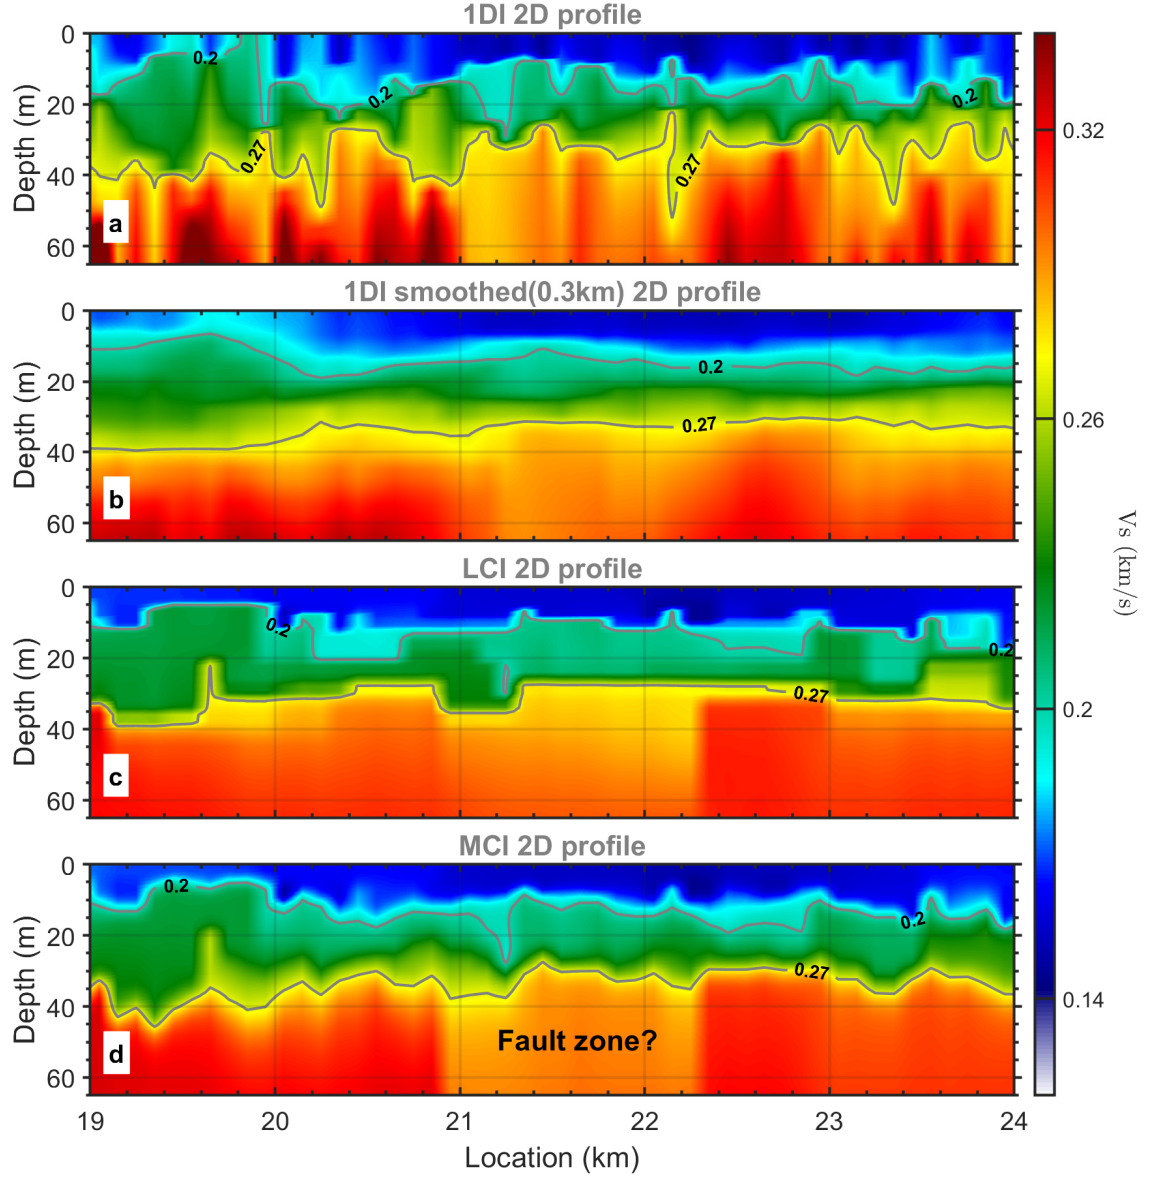 1DI 2D profile
0
20
40
60
Depth (m)
0.2
0.2
0.2
0.27
0.27
a
1DI smoothed(0.3km) 2D profile
0
20
40
60
Depth (m)
0.2
0.27
b
LCI 2D profile
0
20
40
60
Depth (m)
0.2
0.2
0.27
c
MCI 2D profile
0
20
40
60
Depth (m)
0.2
0.2
0.27
Fault zone?
d
19 20 21 22 23 24
Location (km)
0.32
0.26
0.2
0.14
Vs (km/s)